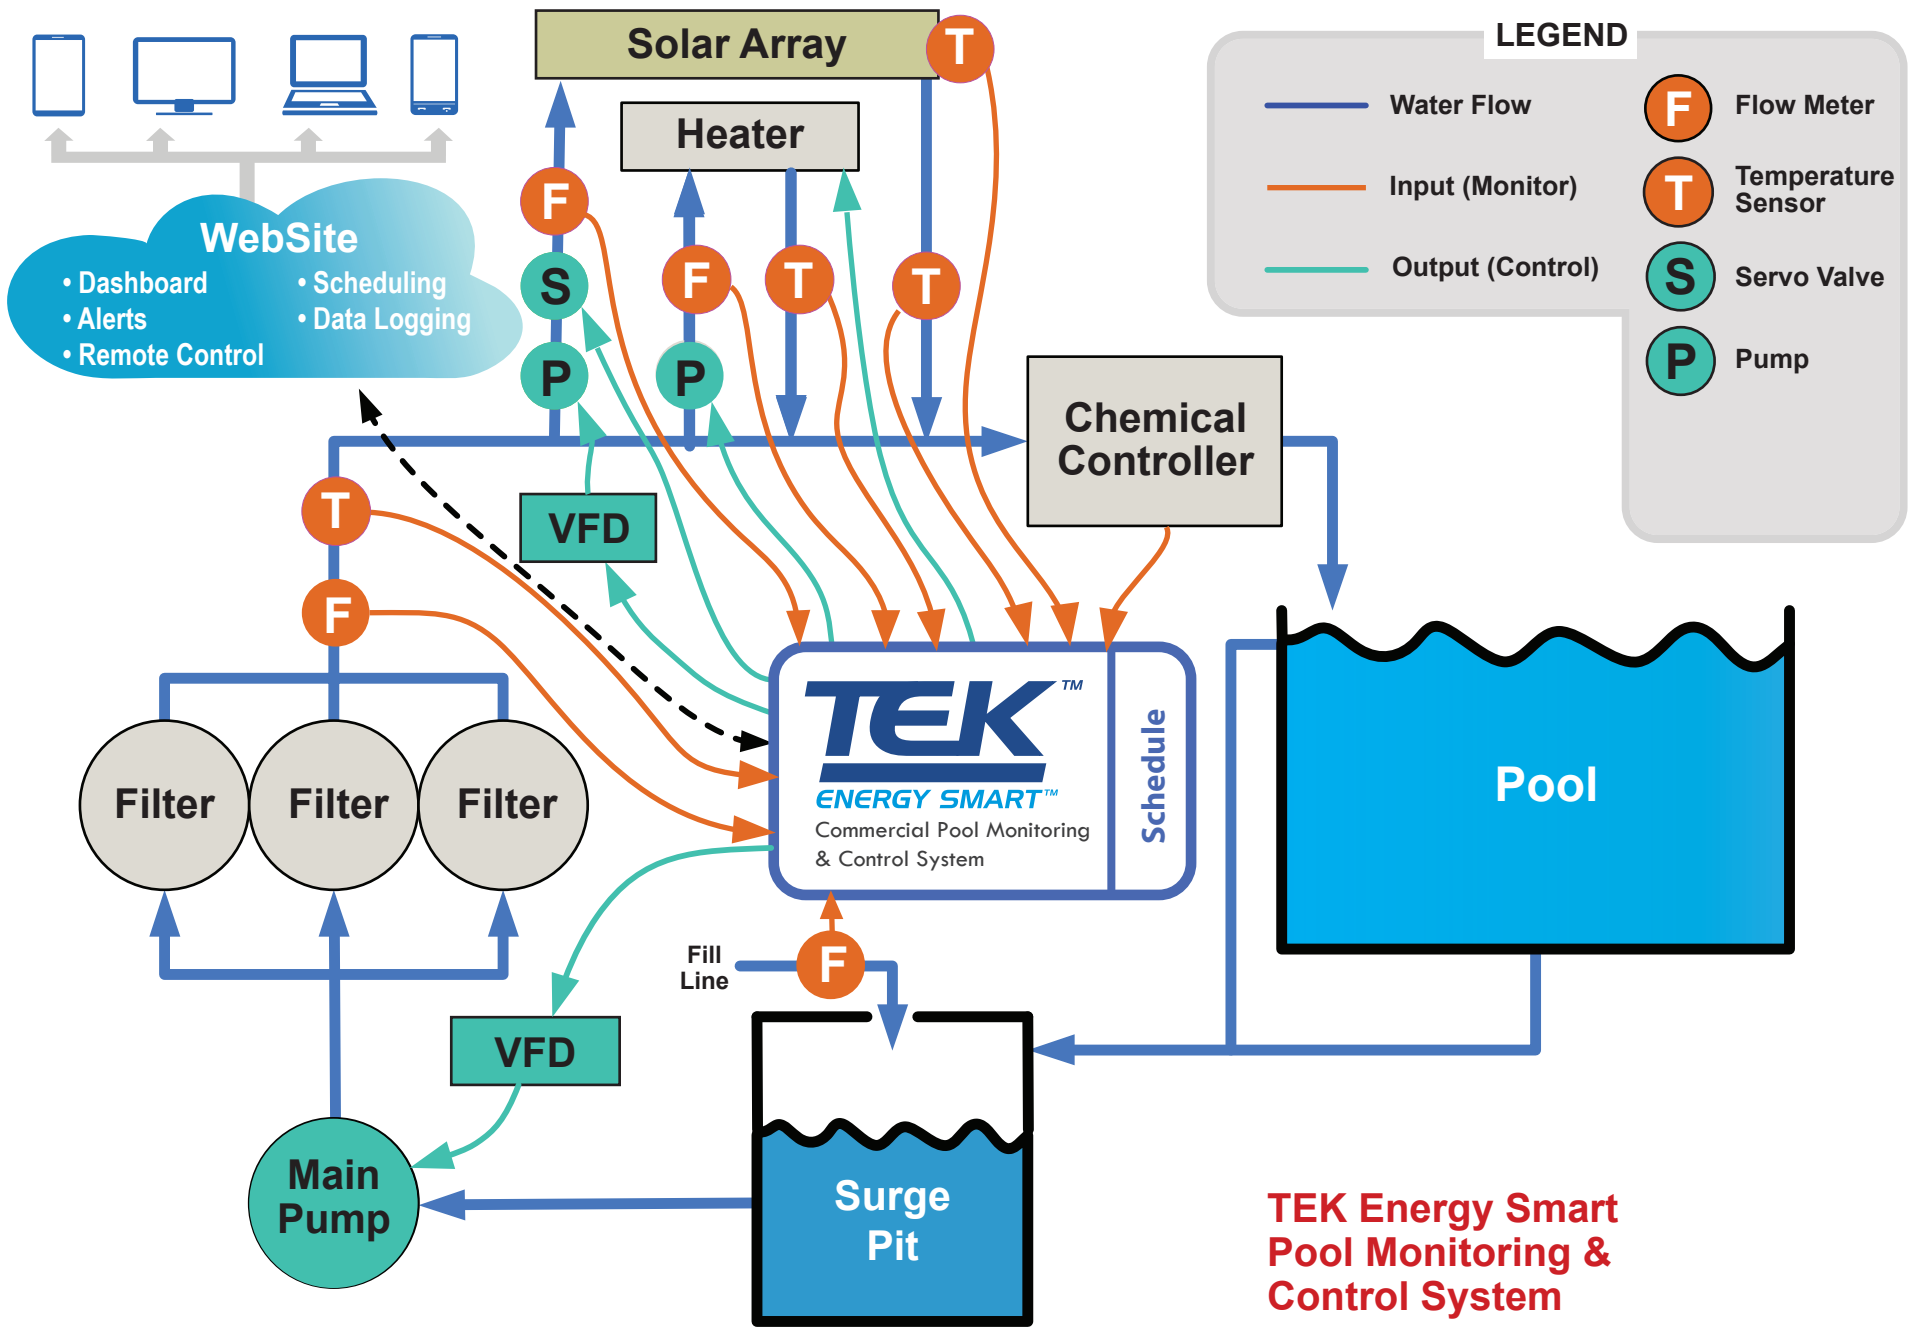 Solar Array
T
LEGEND
Water Flow
F
Flow Meter
Input (Monitor)
T
Temperature
Sensor
Output (Control)
S
Servo Valve
P
Pump
Heater
WebSite
• Dashboard
• Alerts
• Remote Control
• Scheduling
• Data Logging
F
S
P
F
P
T
T
Chemical
Controller
T
F
VFD
Filter
Filter
Filter
TEK™
ENERGY SMART™
Commercial Pool Monitoring
& Control System
Schedule
Pool
Fill
Line
F
VFD
Main
Pump
Surge
Pit
TEK Energy Smart
Pool Monitoring &
Control System